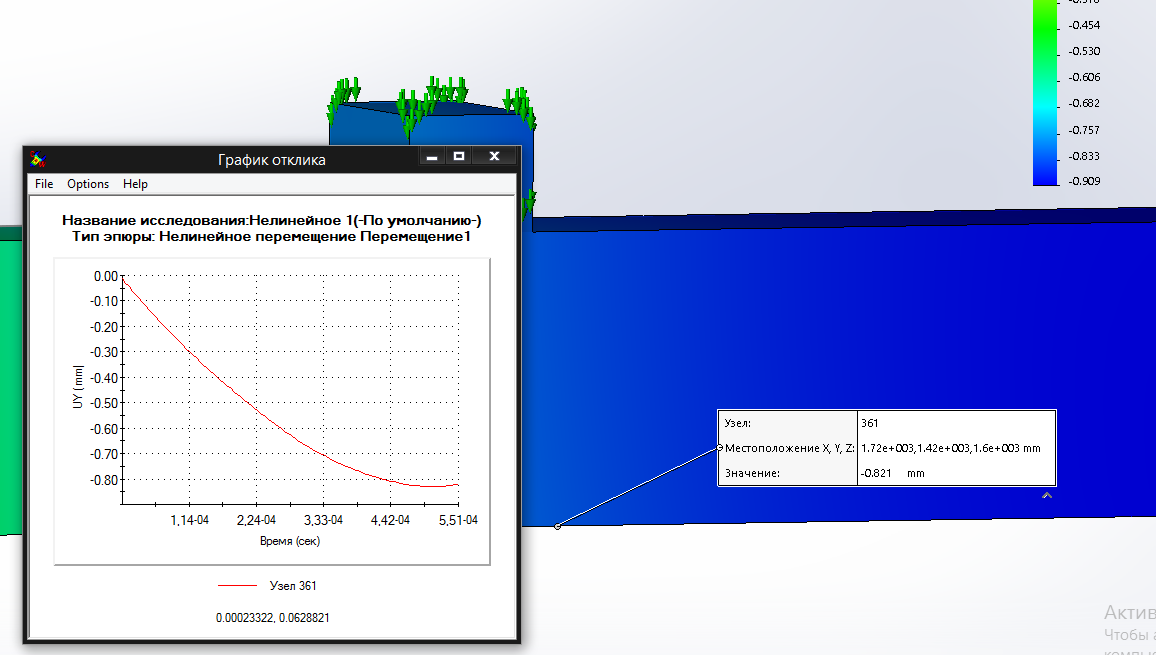 -0.454
-0.530
-0.606
-0.682
-0.757
-0.833
-0.909
График отклика
File Options Help
Название исследования:Нелинейное 1(-По умолчанию-)
Тип эпюры: Нелинейное перемещение Перемещение1
0.00
-0.10
-0.20
-0.30
-0.40
-0.50
-0.60
-0.70
-0.80
UY (mm)
1,14-04 2,24-04 3,33-04 4,42-04 5,51-04
Время (сек)
Узел 361
0.00023322, 0.0628821
Узел: 361
Местоположение X, Y, Z: 1.72e+003,1.42e+003,1.6e+003 mm
Значение: -0.821 mm
Актив
Чтобы